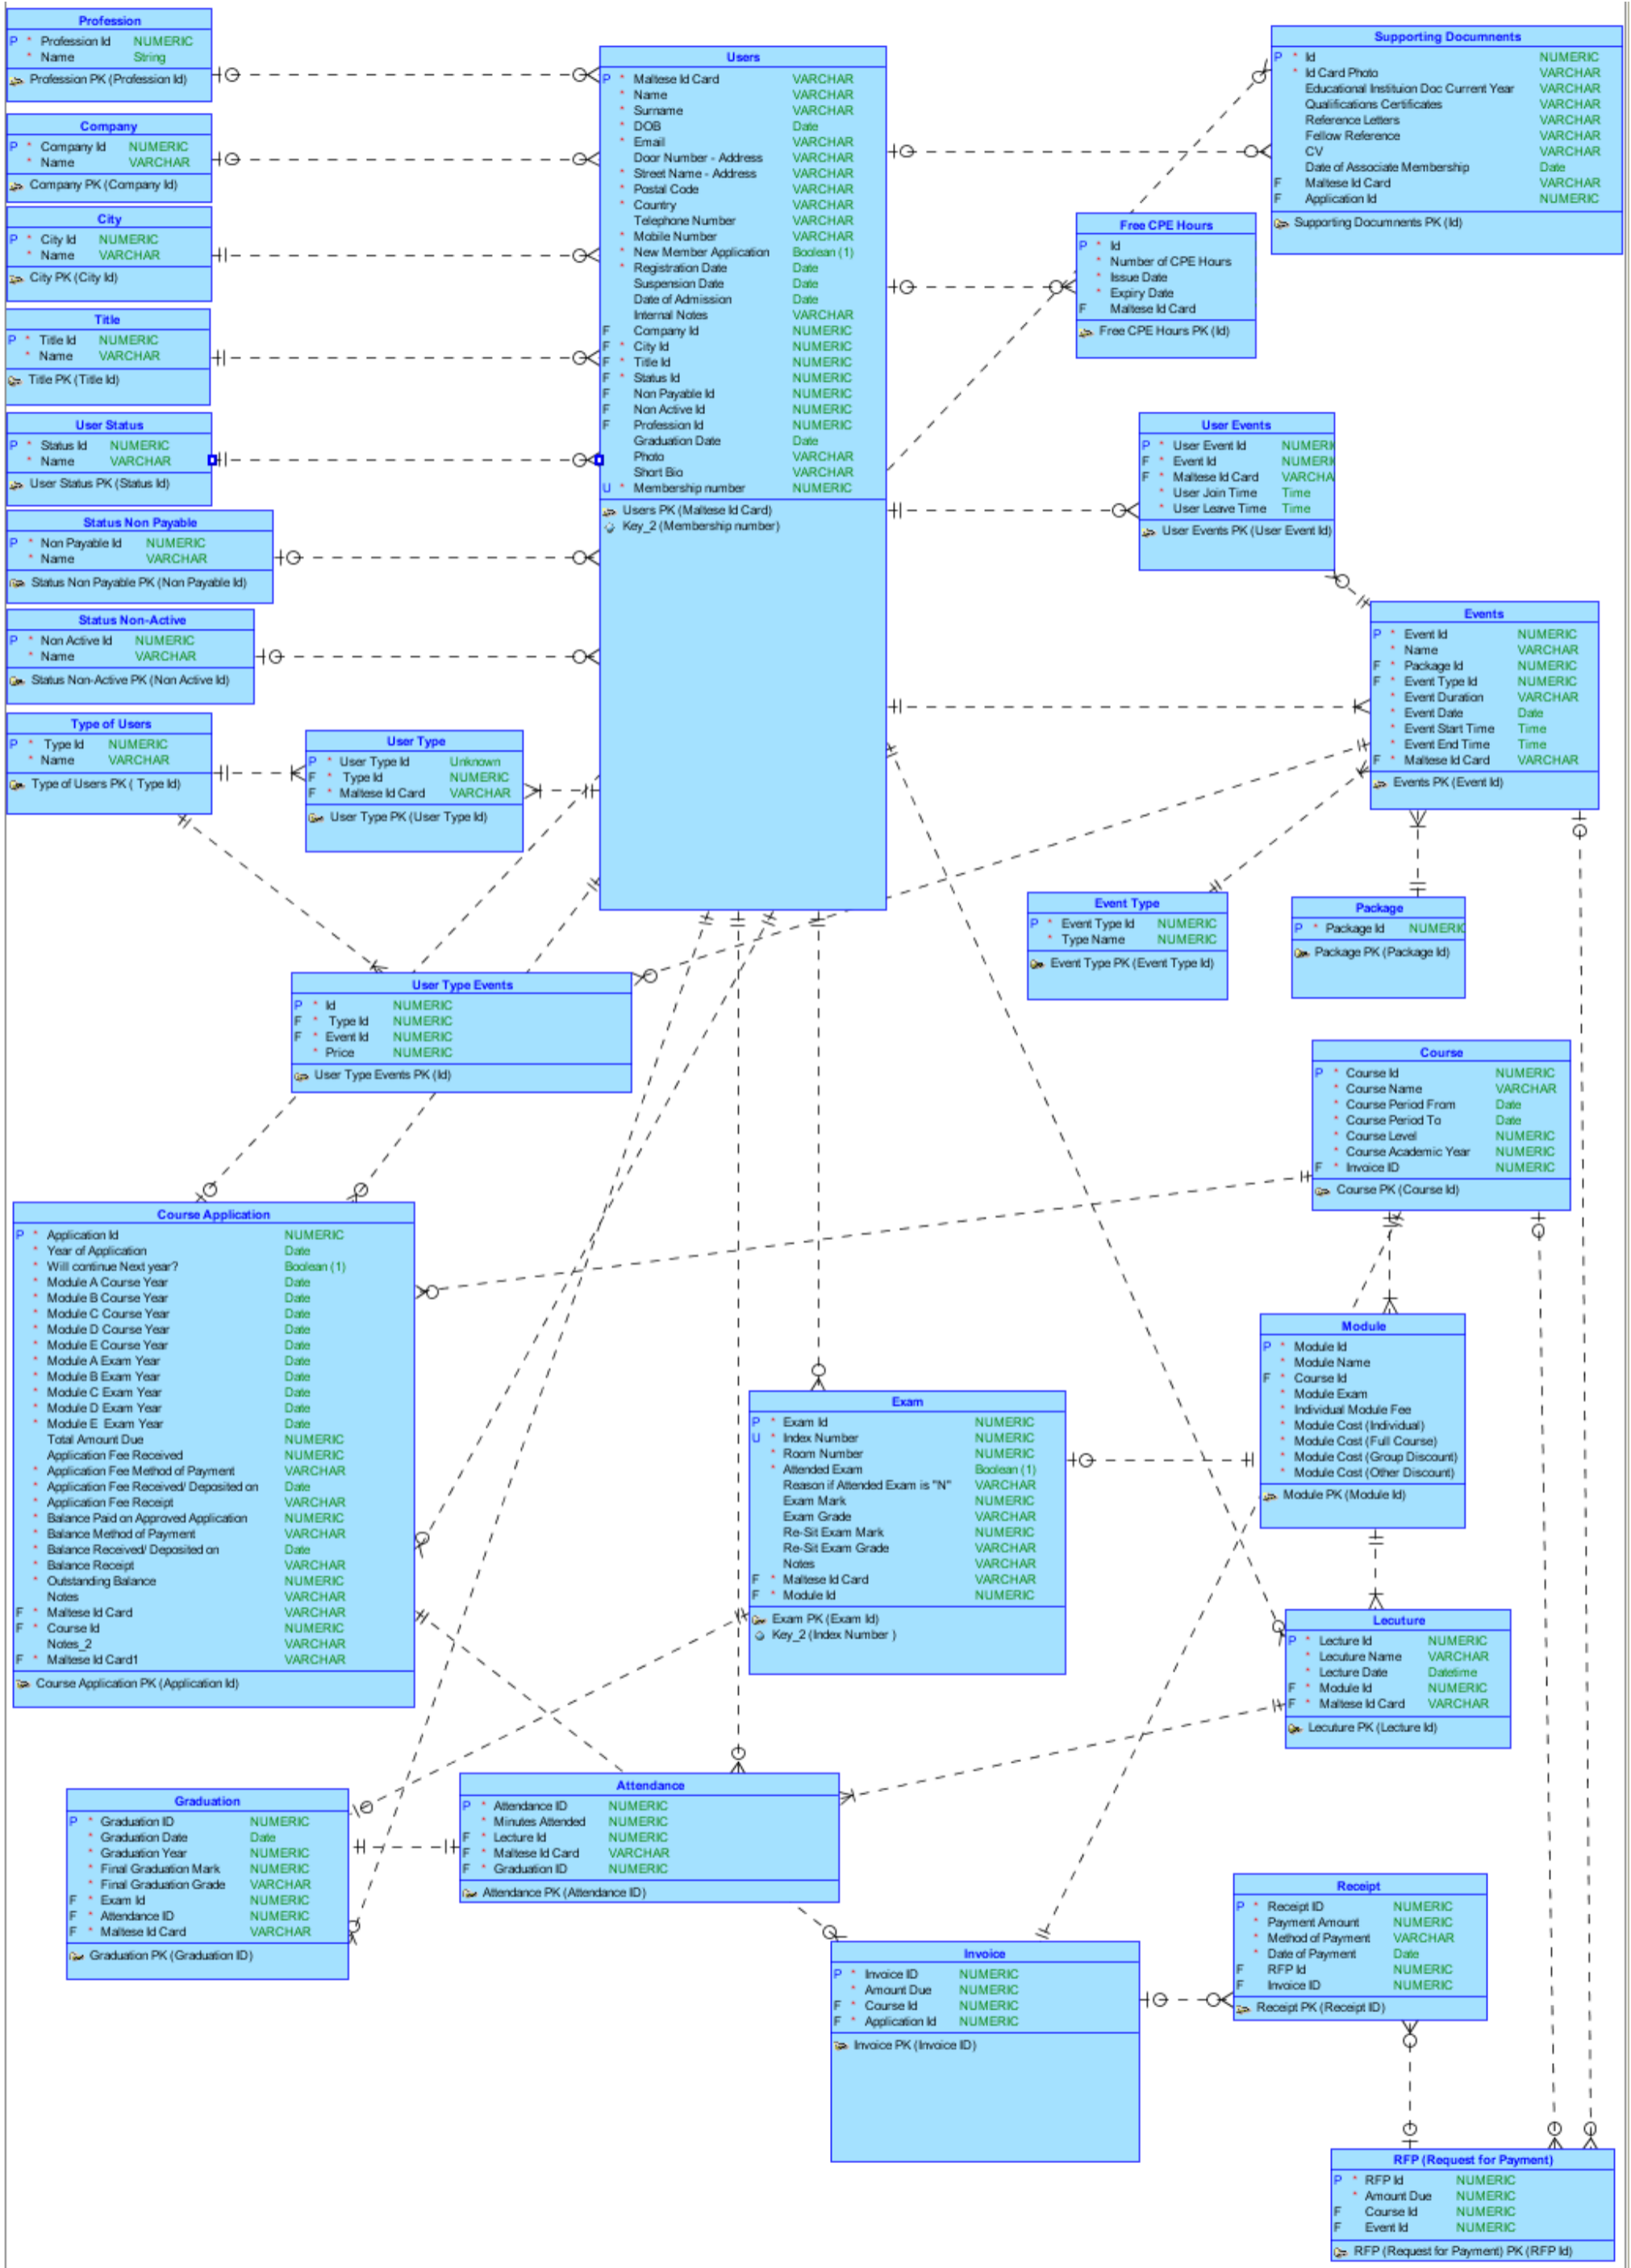 Profession
P * Profession Id NUMERIC
* Name String
Profession PK (Profession Id)
Company
P * Company Id NUMERIC
* Name VARCHAR
Company PK (Company Id)
City
P * City Id NUMERIC
* Name VARCHAR
City PK (City Id)
Title
P * Title Id NUMERIC
* Name VARCHAR
Title PK (Title Id)
User Status
P * Status Id NUMERIC
* Name VARCHAR
User Status PK (Status Id)
Status Non Payable
P * Non Payable Id NUMERIC
* Name VARCHAR
Status Non Payable PK (Non Payable Id)
Status Non-Active
P * Non Active Id NUMERIC
* Name VARCHAR
Status Non-Active PK (Non Active Id)
Type of Users
P * Type Id NUMERIC
* Name VARCHAR
Type of Users PK ( Type Id)
User Type
P * User Type Id Unknown
F * Type Id NUMERIC
F * Maltese Id Card VARCHAR
User Type PK (User Type Id)
Users
P * Maltese Id Card VARCHAR
* Name VARCHAR
* Surname VARCHAR
* DOB Date
* Email VARCHAR
Door Number - Address VARCHAR
* Street Name - Address VARCHAR
* Postal Code VARCHAR
* Country VARCHAR
Telephone Number VARCHAR
* Mobile Number VARCHAR
* New Member Application Boolean (1)
* Registration Date Date
Suspension Date Date
Date of Admission Date
Internal Notes VARCHAR
F Company Id NUMERIC
F * City Id NUMERIC
F * Title Id NUMERIC
F * Status Id NUMERIC
F Non Payable Id NUMERIC
F Non Active Id NUMERIC
F Profession Id NUMERIC
Graduation Date Date
Photo VARCHAR
Short Bio VARCHAR
U * Membership number NUMERIC
Users PK (Maltese Id Card)
Key_2 (Membership number)
Supporting Documnents
P * Id NUMERIC
* Id Card Photo VARCHAR
Educational Instituion Doc Current Year VARCHAR
Qualifications Certificates VARCHAR
Reference Letters VARCHAR
Fellow Reference VARCHAR
CV VARCHAR
Date of Associate Membership Date
F Maltese Id Card VARCHAR
F Application Id NUMERIC
Supporting Documnents PK (Id)
Free CPE Hours
P * Id
* Number of CPE Hours
* Issue Date
* Expiry Date
F Maltese Id Card
Free CPE Hours PK (Id)
User Events
P * User Event Id NUMERI
F * Event Id NUMERI
F * Maltese Id Card VARCHA
* User Join Time Time
* User Leave Time Time
User Events PK (User Event Id)
Events
P * Event Id NUMERIC
* Name VARCHAR
F * Package Id NUMERIC
F * Event Type Id NUMERIC
* Event Duration VARCHAR
* Event Date Date
* Event Start Time Time
* Event End Time Time
F * Maltese Id Card VARCHAR
Events PK (Event Id)
Event Type
P * Event Type Id NUMERIC
* Type Name NUMERIC
Event Type PK (Event Type Id)
Package
P * Package Id NUMERIC
Package PK (Package Id)
User Type Events
P * Id NUMERIC
F * Type Id NUMERIC
F * Event Id NUMERIC
* Price NUMERIC
User Type Events PK (Id)
Course
P * Course Id NUMERIC
* Course Name VARCHAR
* Course Period From Date
* Course Period To Date
* Course Level NUMERIC
* Course Academic Year NUMERIC
F * Invoice ID NUMERIC
Course PK (Course Id)
Course Application
P * Application Id NUMERIC
* Year of Application Date
* Will continue Next year? Boolean (1)
* Module A Course Year Date
* Module B Course Year Date
* Module C Course Year Date
* Module D Course Year Date
* Module E Course Year Date
* Module A Exam Year Date
* Module B Exam Year Date
* Module C Exam Year Date
* Module D Exam Year Date
* Module E Exam Year Date
Total Amount Due NUMERIC
Application Fee Received NUMERIC
* Application Fee Method of Payment VARCHAR
* Application Fee Received/ Deposited on Date
* Application Fee Receipt VARCHAR
* Balance Paid on Approved Application NUMERIC
* Balance Method of Payment VARCHAR
* Balance Received/ Deposited on Date
* Balance Receipt VARCHAR
* Outstanding Balance NUMERIC
Notes VARCHAR
F * Maltese Id Card VARCHAR
F * Course Id NUMERIC
Notes_2 VARCHAR
F * Maltese Id Card1 VARCHAR
Course Application PK (Application Id)
Module
P * Module Id
* Module Name
F * Course Id
* Module Exam
* Individual Module Fee
* Module Cost (Individual)
* Module Cost (Full Course)
* Module Cost (Group Discount)
* Module Cost (Other Discount)
Module PK (Module Id)
Exam
P * Exam Id NUMERIC
U * Index Number NUMERIC
* Room Number NUMERIC
* Attended Exam Boolean (1)
Reason if Attended Exam is "N" VARCHAR
Exam Mark NUMERIC
Exam Grade VARCHAR
Re-Sit Exam Mark NUMERIC
Re-Sit Exam Grade VARCHAR
Notes VARCHAR
F * Maltese Id Card VARCHAR
F * Module Id NUMERIC
Exam PK (Exam Id)
Key_2 (Index Number )
Lecuture
P * Lecture Id NUMERIC
* Lecuture Name VARCHAR
* Lecture Date Datetime
F * Module Id NUMERIC
F * Maltese Id Card VARCHAR
Lecuture PK (Lecture Id)
Graduation
P * Graduation ID NUMERIC
* Graduation Date Date
* Graduation Year NUMERIC
* Final Graduation Mark NUMERIC
* Final Graduation Grade VARCHAR
F * Exam Id NUMERIC
F * Attendance ID NUMERIC
F * Maltese Id Card VARCHAR
Graduation PK (Graduation ID)
Attendance
P * Attendance ID NUMERIC
* Minutes Attended NUMERIC
F * Lecture Id NUMERIC
F * Maltese Id Card VARCHAR
F * Graduation ID NUMERIC
Attendance PK (Attendance ID)
Invoice
P * Invoice ID NUMERIC
* Amount Due NUMERIC
F * Course Id NUMERIC
F * Application Id NUMERIC
Invoice PK (Invoice ID)
Receipt
P * Receipt ID NUMERIC
* Payment Amount NUMERIC
* Method of Payment VARCHAR
* Date of Payment Date
F RFP Id NUMERIC
F Invoice ID NUMERIC
Receipt PK (Receipt ID)
RFP (Request for Payment)
P * RFP Id NUMERIC
* Amount Due NUMERIC
F Course Id NUMERIC
F Event Id NUMERIC
RFP (Request for Payment) PK (RFP Id)